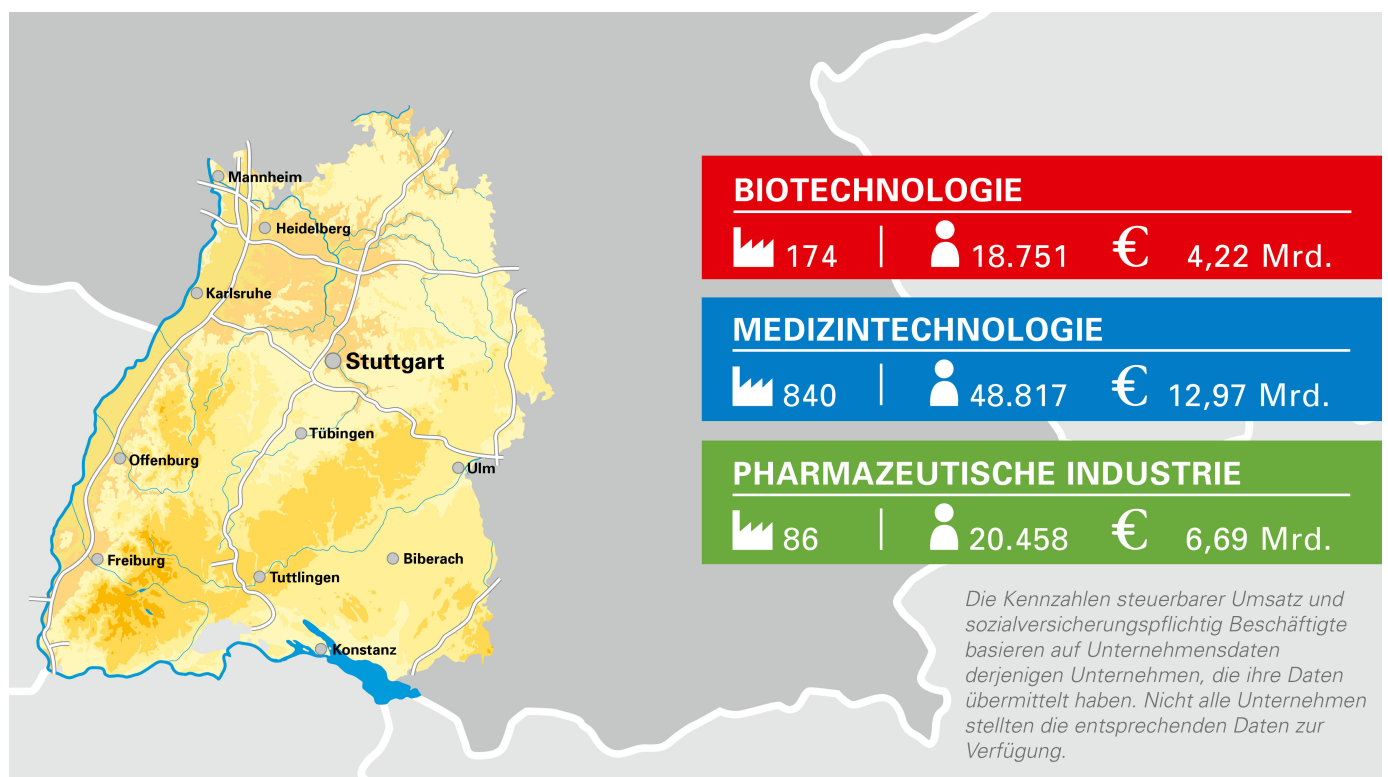 Mannheim
Heidelberg
Karlsruhe
Stuttgart
Tübingen
Offenburg
Ulm
Freiburg
Biberach
Tuttlingen
Konstanz
BIOTECHNOLOGIE
174 18.751 € 4,22 Mrd.
MEDIZINTECHNOLOGIE
840 48.817 € 12,97 Mrd.
PHARMAZEUTISCHE INDUSTRIE
86 20.458 € 6,69 Mrd.
Die Kennzahlen steuerbarer Umsatz und
sozialversicherungspflichtig Beschäftigte
basieren auf Unternehmensdaten
derjenigen Unternehmen, die ihre Daten
übermittelt haben. Nicht alle Unternehmen
stellten die entsprechenden Daten zur
Verfügung.